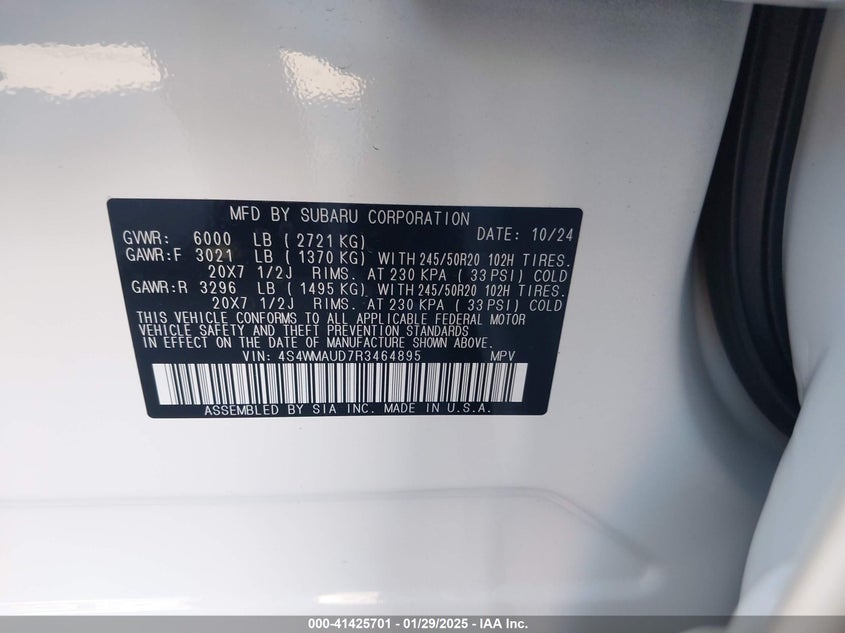 MFD BY SUBARU CORPORATION
DATE: 10/24
GVWR: 6000 LB ( 2721 KG)
GAWR:F 3021 LB ( 1370 KG) WITH 245/50R20 102H TIRES.
20X7 1/2J RIMS. AT 230 KPA ( 33 PSI) COLD
GAWR:R 3296 LB ( 1495 KG) WITH 245/50R20 102H TIRES.
20X7 1/2J RIMS. AT 230 KPA ( 33 PSI) COLD
THIS VEHICLE CONFORMS TO ALL APPLICABLE FEDERAL MOTOR
VEHICLE SAFETY AND THEFT PREVENTION STANDARDS
IN EFFECT ON THE DATE OF MANUFACTURE SHOWN ABOVE.
VIN: 4S4WMAUD7R3464895 MPV
ASSEMBLED BY SIA INC. MADE IN U.S.A.
000-41425701 - 01/29/2025 - IAA Inc.